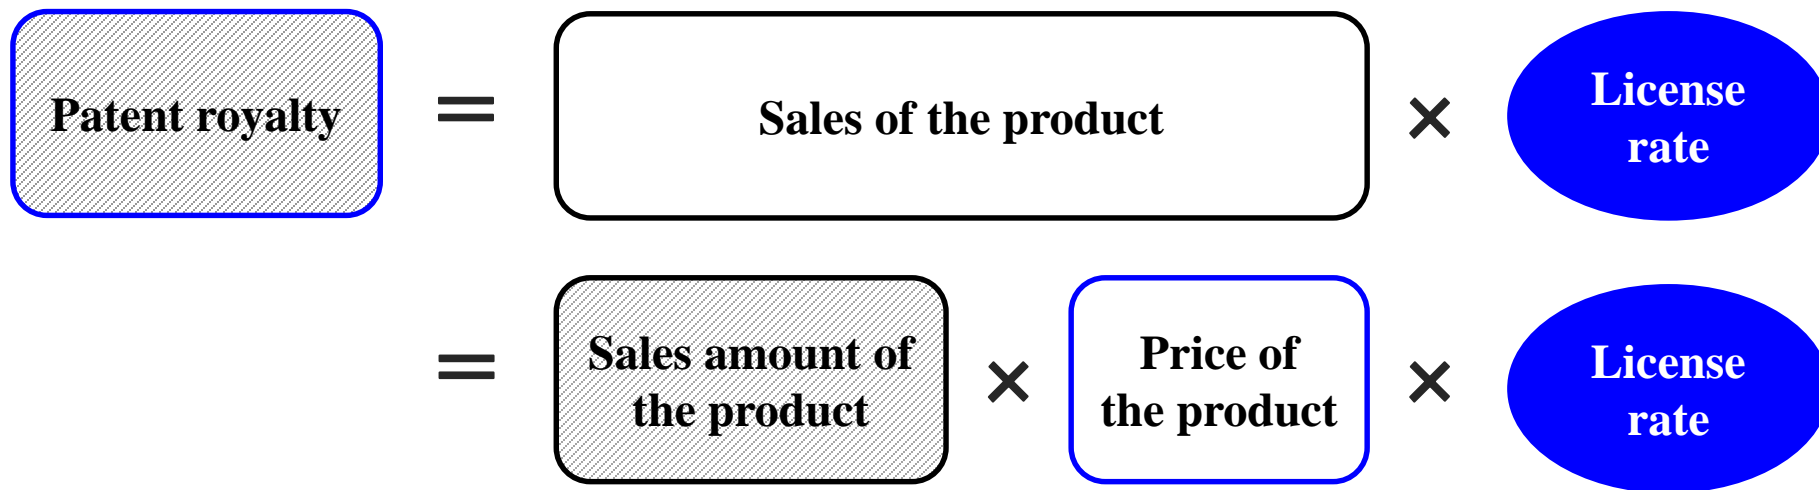 Patent royalty = Sales of the product × License
rate
= Sales amount of
the product × Price of
the product × License
rate